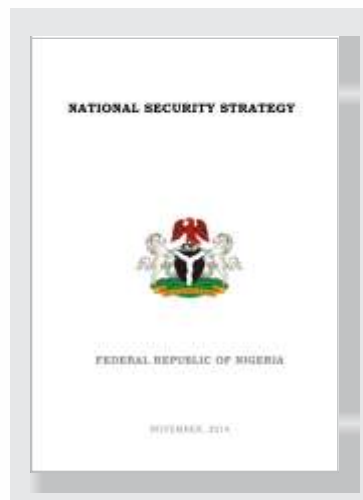 NATIONAL SECURITY STRATEGY
FEDERAL REPUBLIC OF NIGERIA
NOVEMBER, 2014